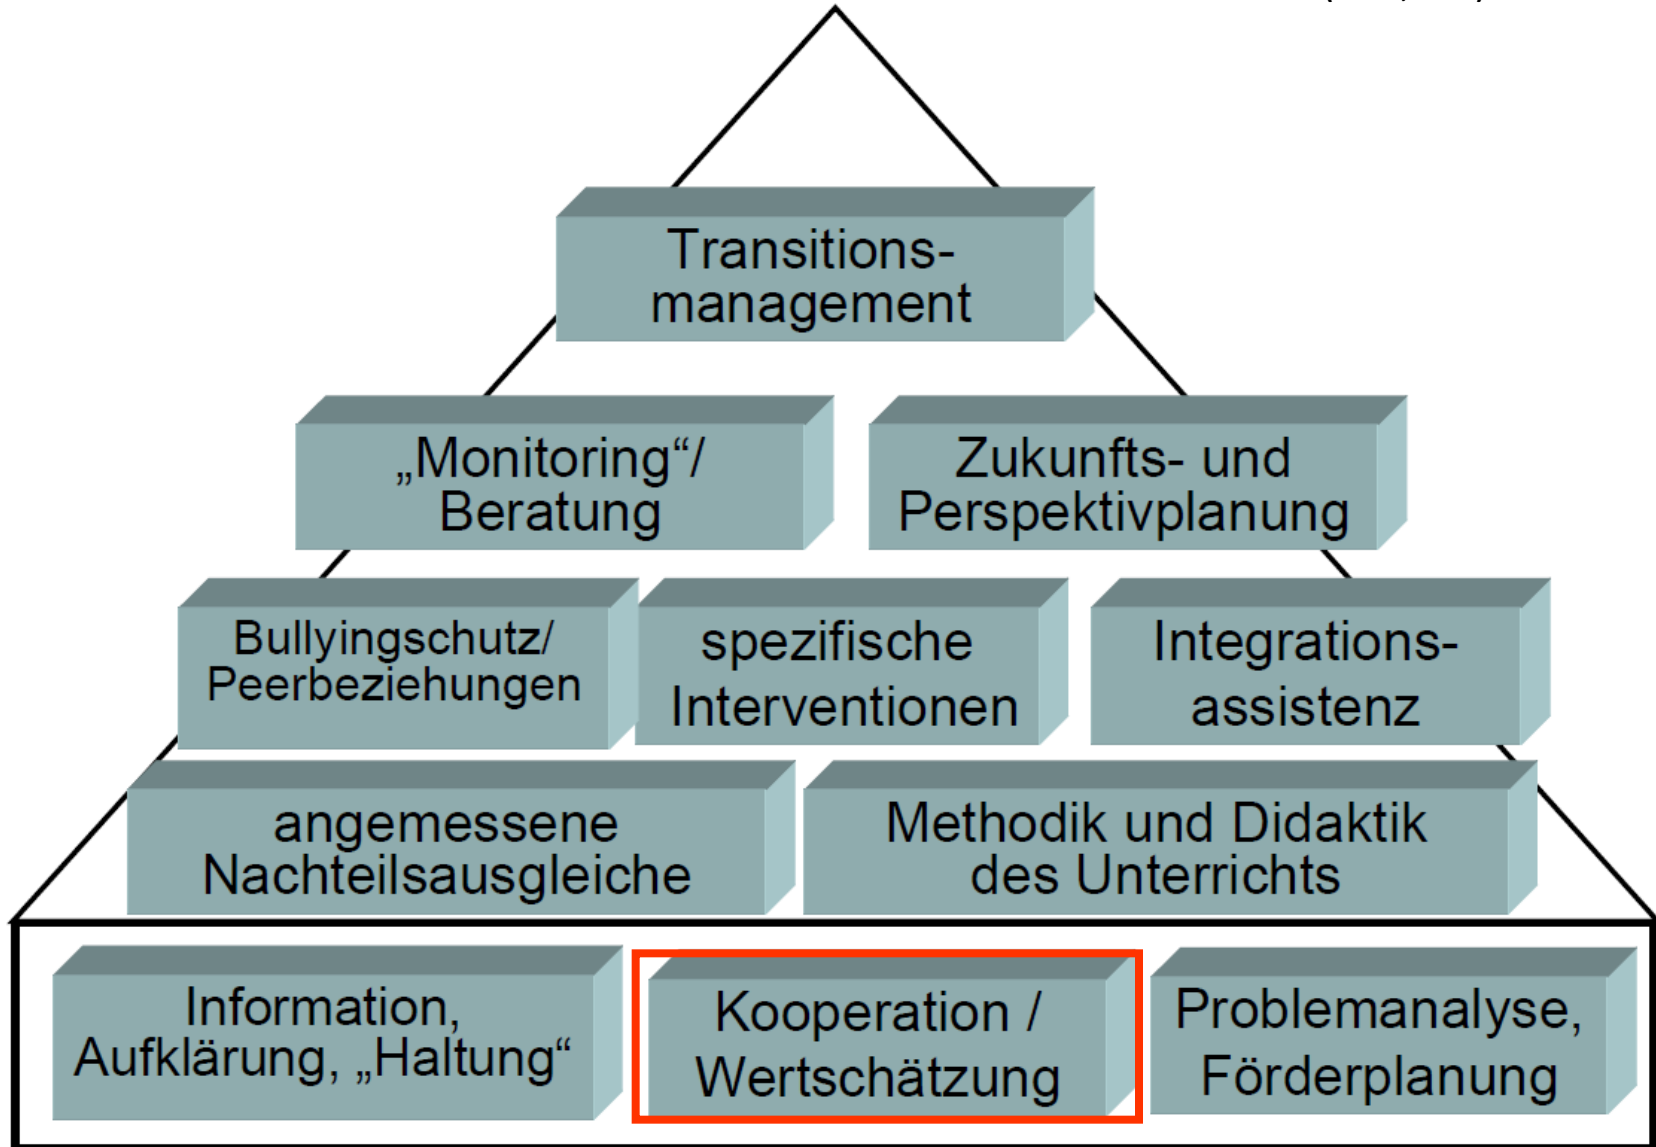 Transitions-
management
„Monitoring“/
Beratung
Zukunfts- und
Perspektivplanung
Bullyingschutz/
Peerbeziehungen
spezifische
Interventionen
Integrations-
assistenz
angemessene
Nachteilsausgleiche
Methodik und Didaktik
des Unterrichts
Information,
Aufklärung, „Haltung“
Kooperation /
Wertschätzung
Problemanalyse,
Förderplanung